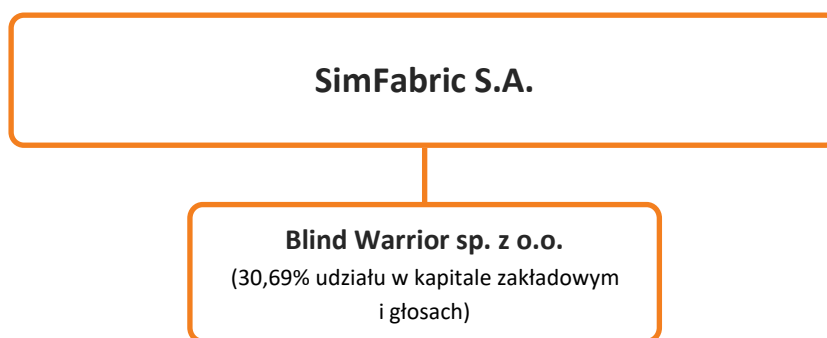 SimFabric S.A.
Blind Warrior sp. z o.o.
(30,69% udziału w kapitale zakładowym
i głosach)